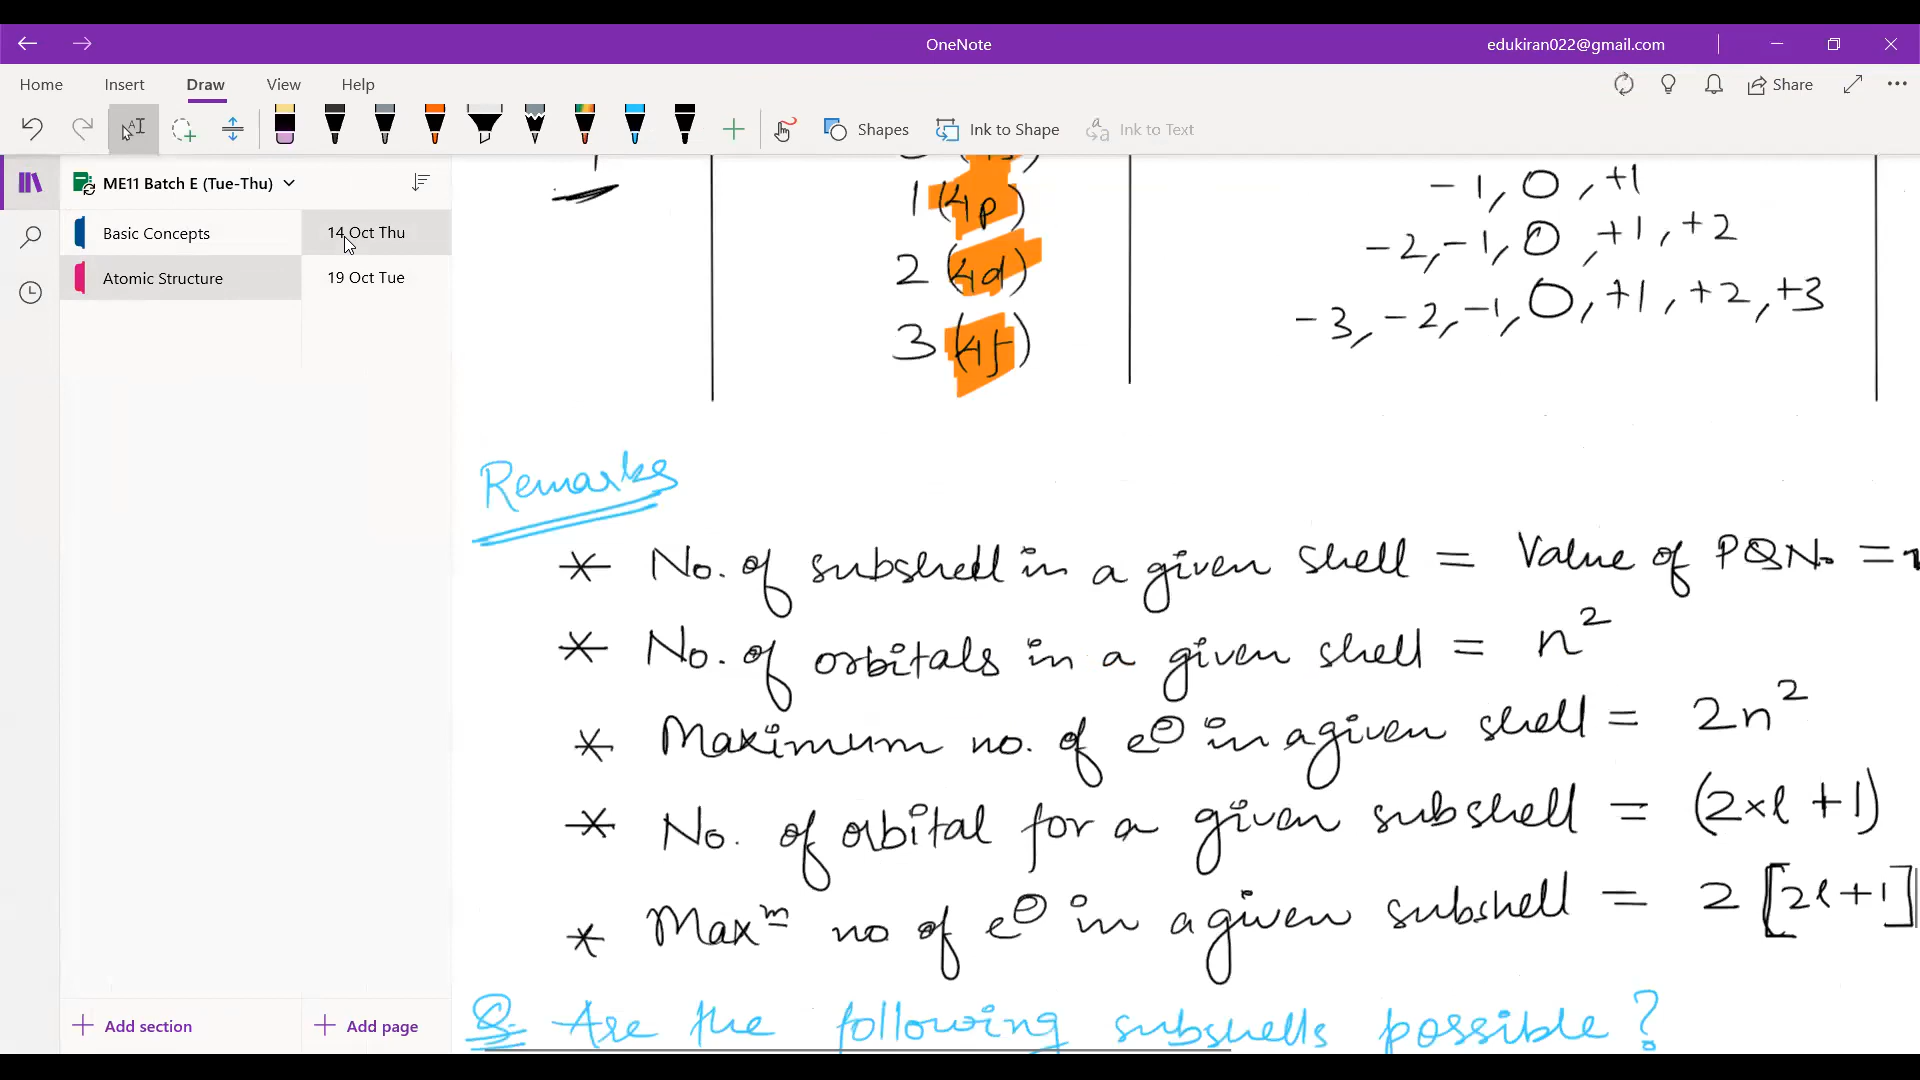 OneNote
edukiran022@gmail.com
Home Insert Draw View Help
Share
Shapes
Ink to Shape
Ink to Text
ME11 Batch E (Tue-Thu)
Basic Concepts
14 Oct Thu
Atomic Structure
19 Oct Tue
1 (4p) -1, 0, +1
2 (4d) -2, -1, 0, +1, +2
3 (4f) -3, -2, -1, 0, +1, +2, +3
Remarks
* No. of subshell in a given shell = Value of PQNo. =
* No. of orbitals in a given shell = n²
* Maximum no. of e⊖ in a given shell = 2n²
* No. of orbital for a given subshell = (2×l+1)
* Maxᵐ no of e⊖ in a given subshell = 2[2l+1]
Q. Are the following subshells possible?
Add section
Add page